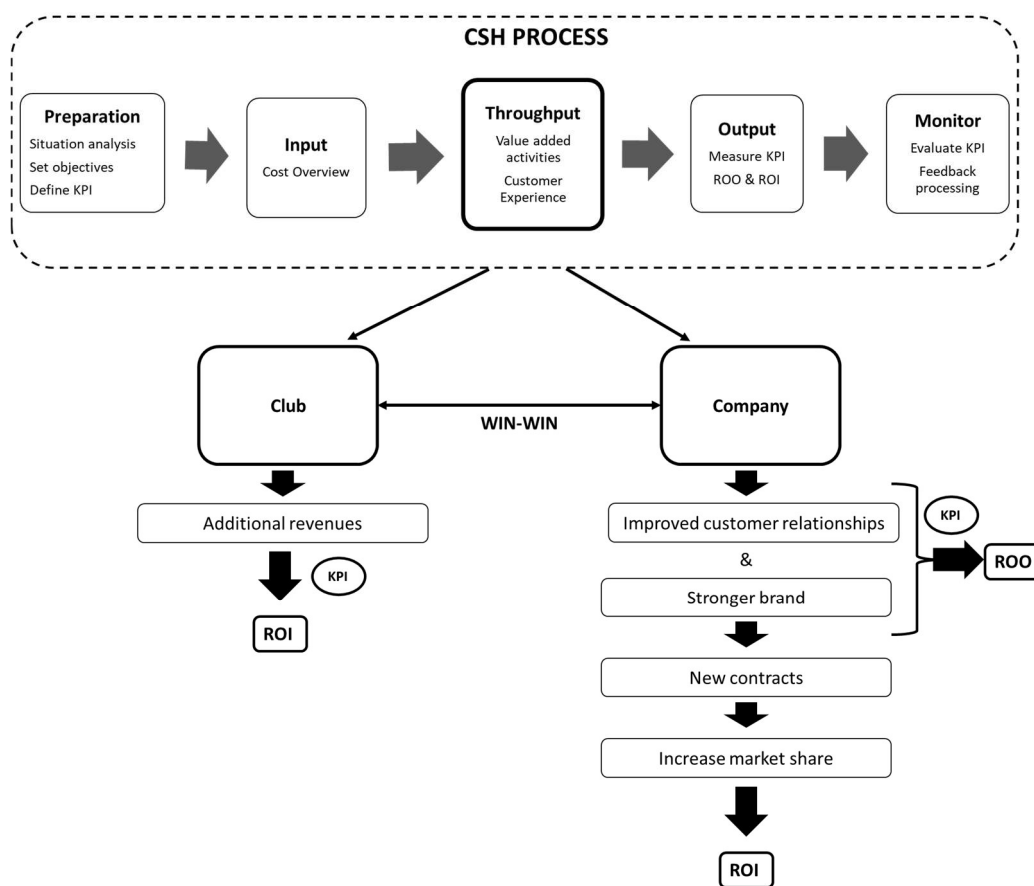 CSH PROCESS
Preparation
Situation analysis
Set objectives
Define KPI
Input
Cost Overview
Throughput
Value added
activities
Customer
Experience
Output
Measure KPI
ROO & ROI
Monitor
Evaluate KPI
Feedback
processing
Club
WIN-WIN
Company
Additional revenues
KPI
ROI
Improved customer relationships
&
Stronger brand
KPI
ROO
New contracts
Increase market share
ROI